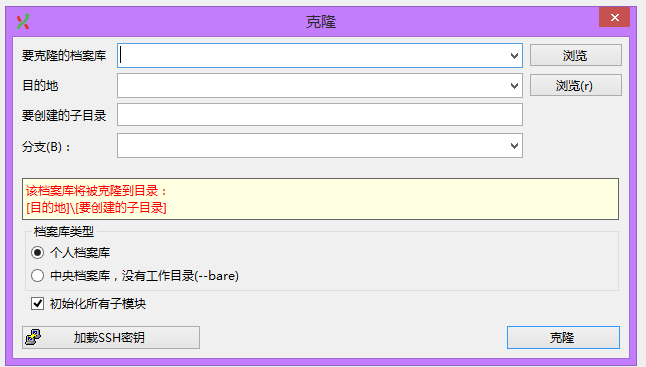 克隆
要克隆的档案库
浏览
目的地
浏览(r)
要创建的子目录
分支(B)：
该档案库将被克隆到目录：
[目的地]\[要创建的子目录]
档案库类型
个人档案库
中央档案库，没有工作目录(--bare)
初始化所有子模块
加载SSH密钥
克隆